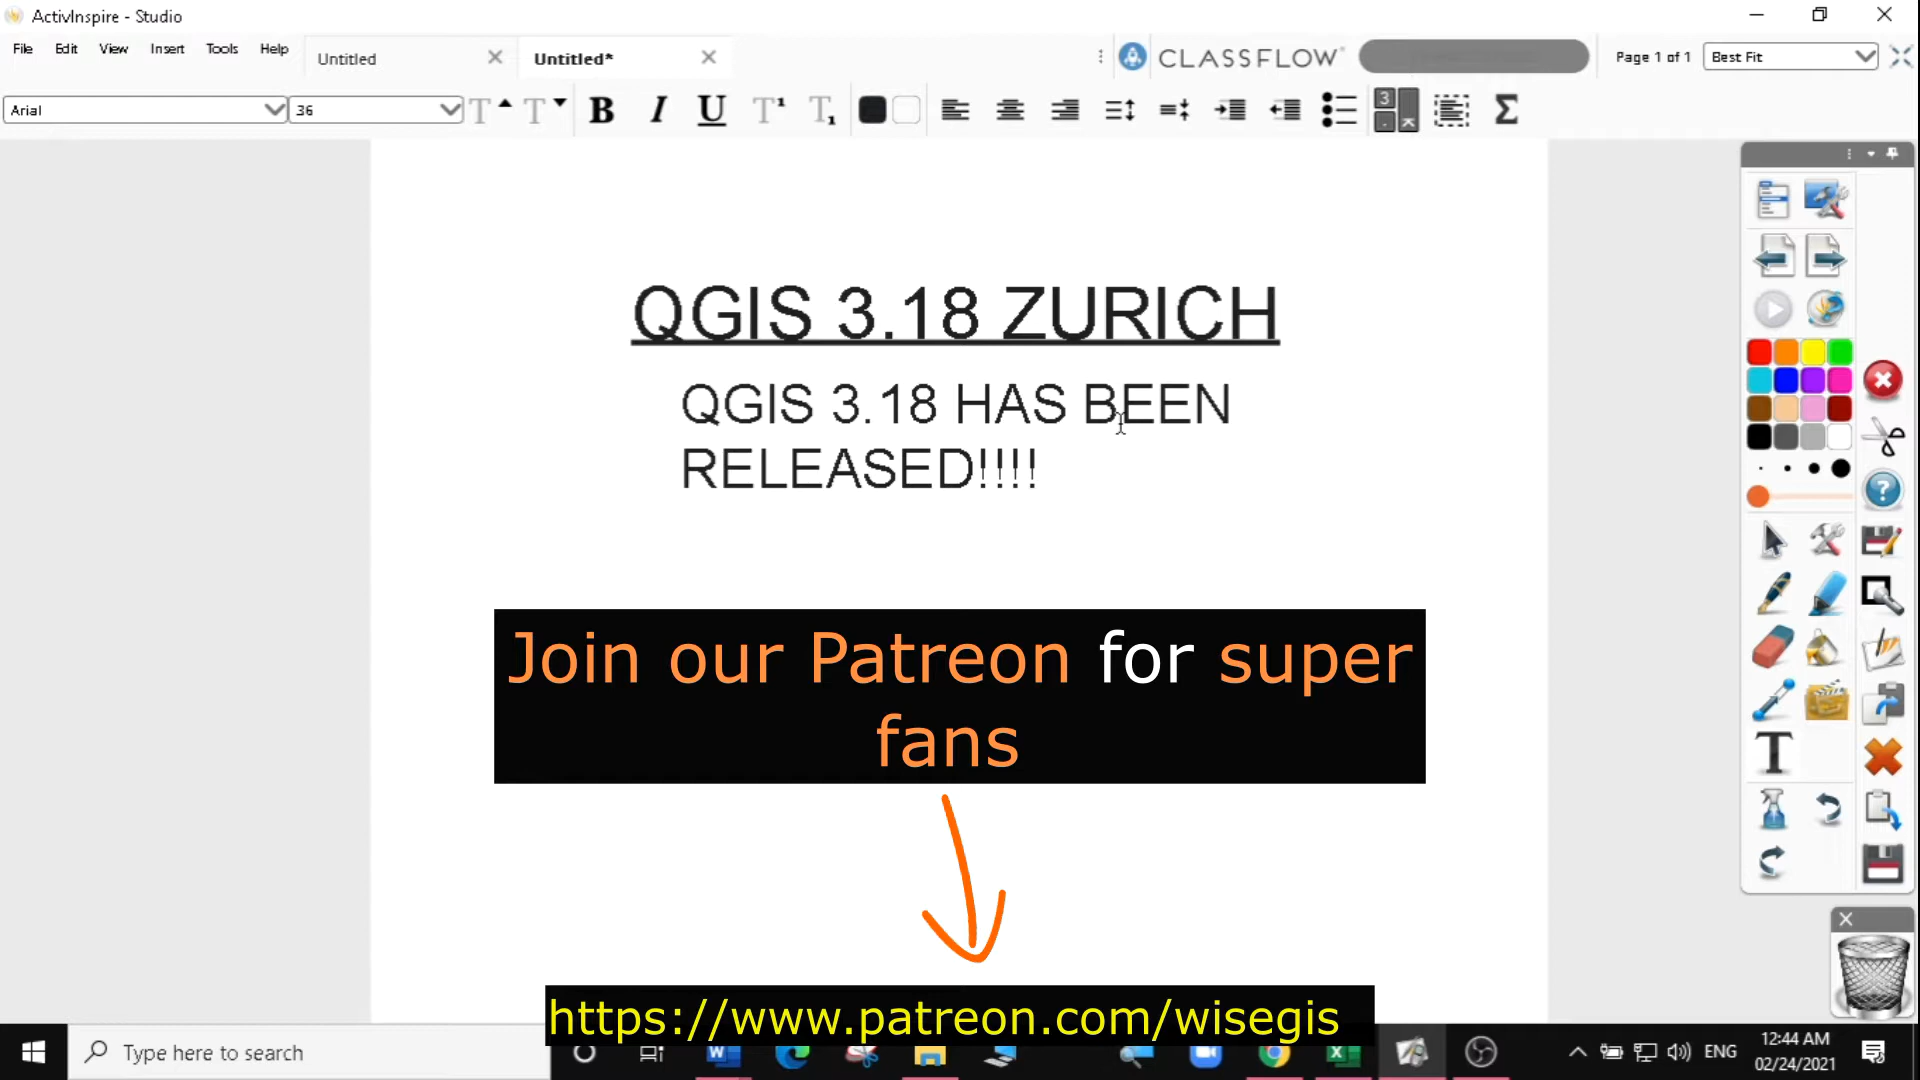 ActivInspire - Studio
File Edit View Insert Tools Help
Untitled
Untitled*
CLASSFLOW
Page 1 of 1
Best Fit
Arial
36
QGIS 3.18 ZURICH
QGIS 3.18 HAS BEEN
RELEASED!!!!
Join our Patreon for super
fans
https://www.patreon.com/wisegis
Type here to search
ENG
12:44 AM
02/24/2021